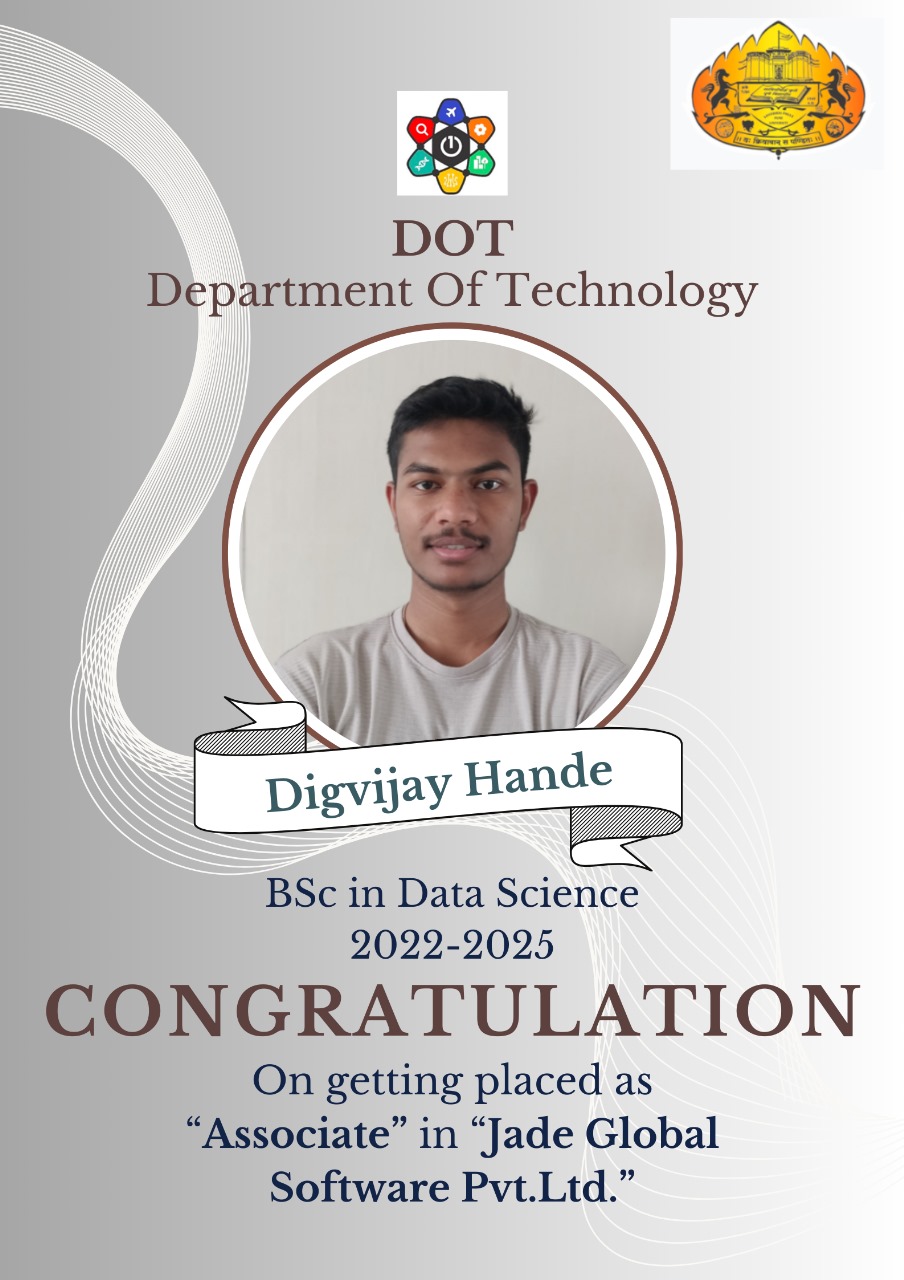 ।। यः क्रियावान् स पण्डितः ।।
DOT
Department Of Technology
Digvijay Hande
BSc in Data Science
2022-2025
CONGRATULATION
On getting placed as
“Associate” in “Jade Global
Software Pvt.Ltd.”